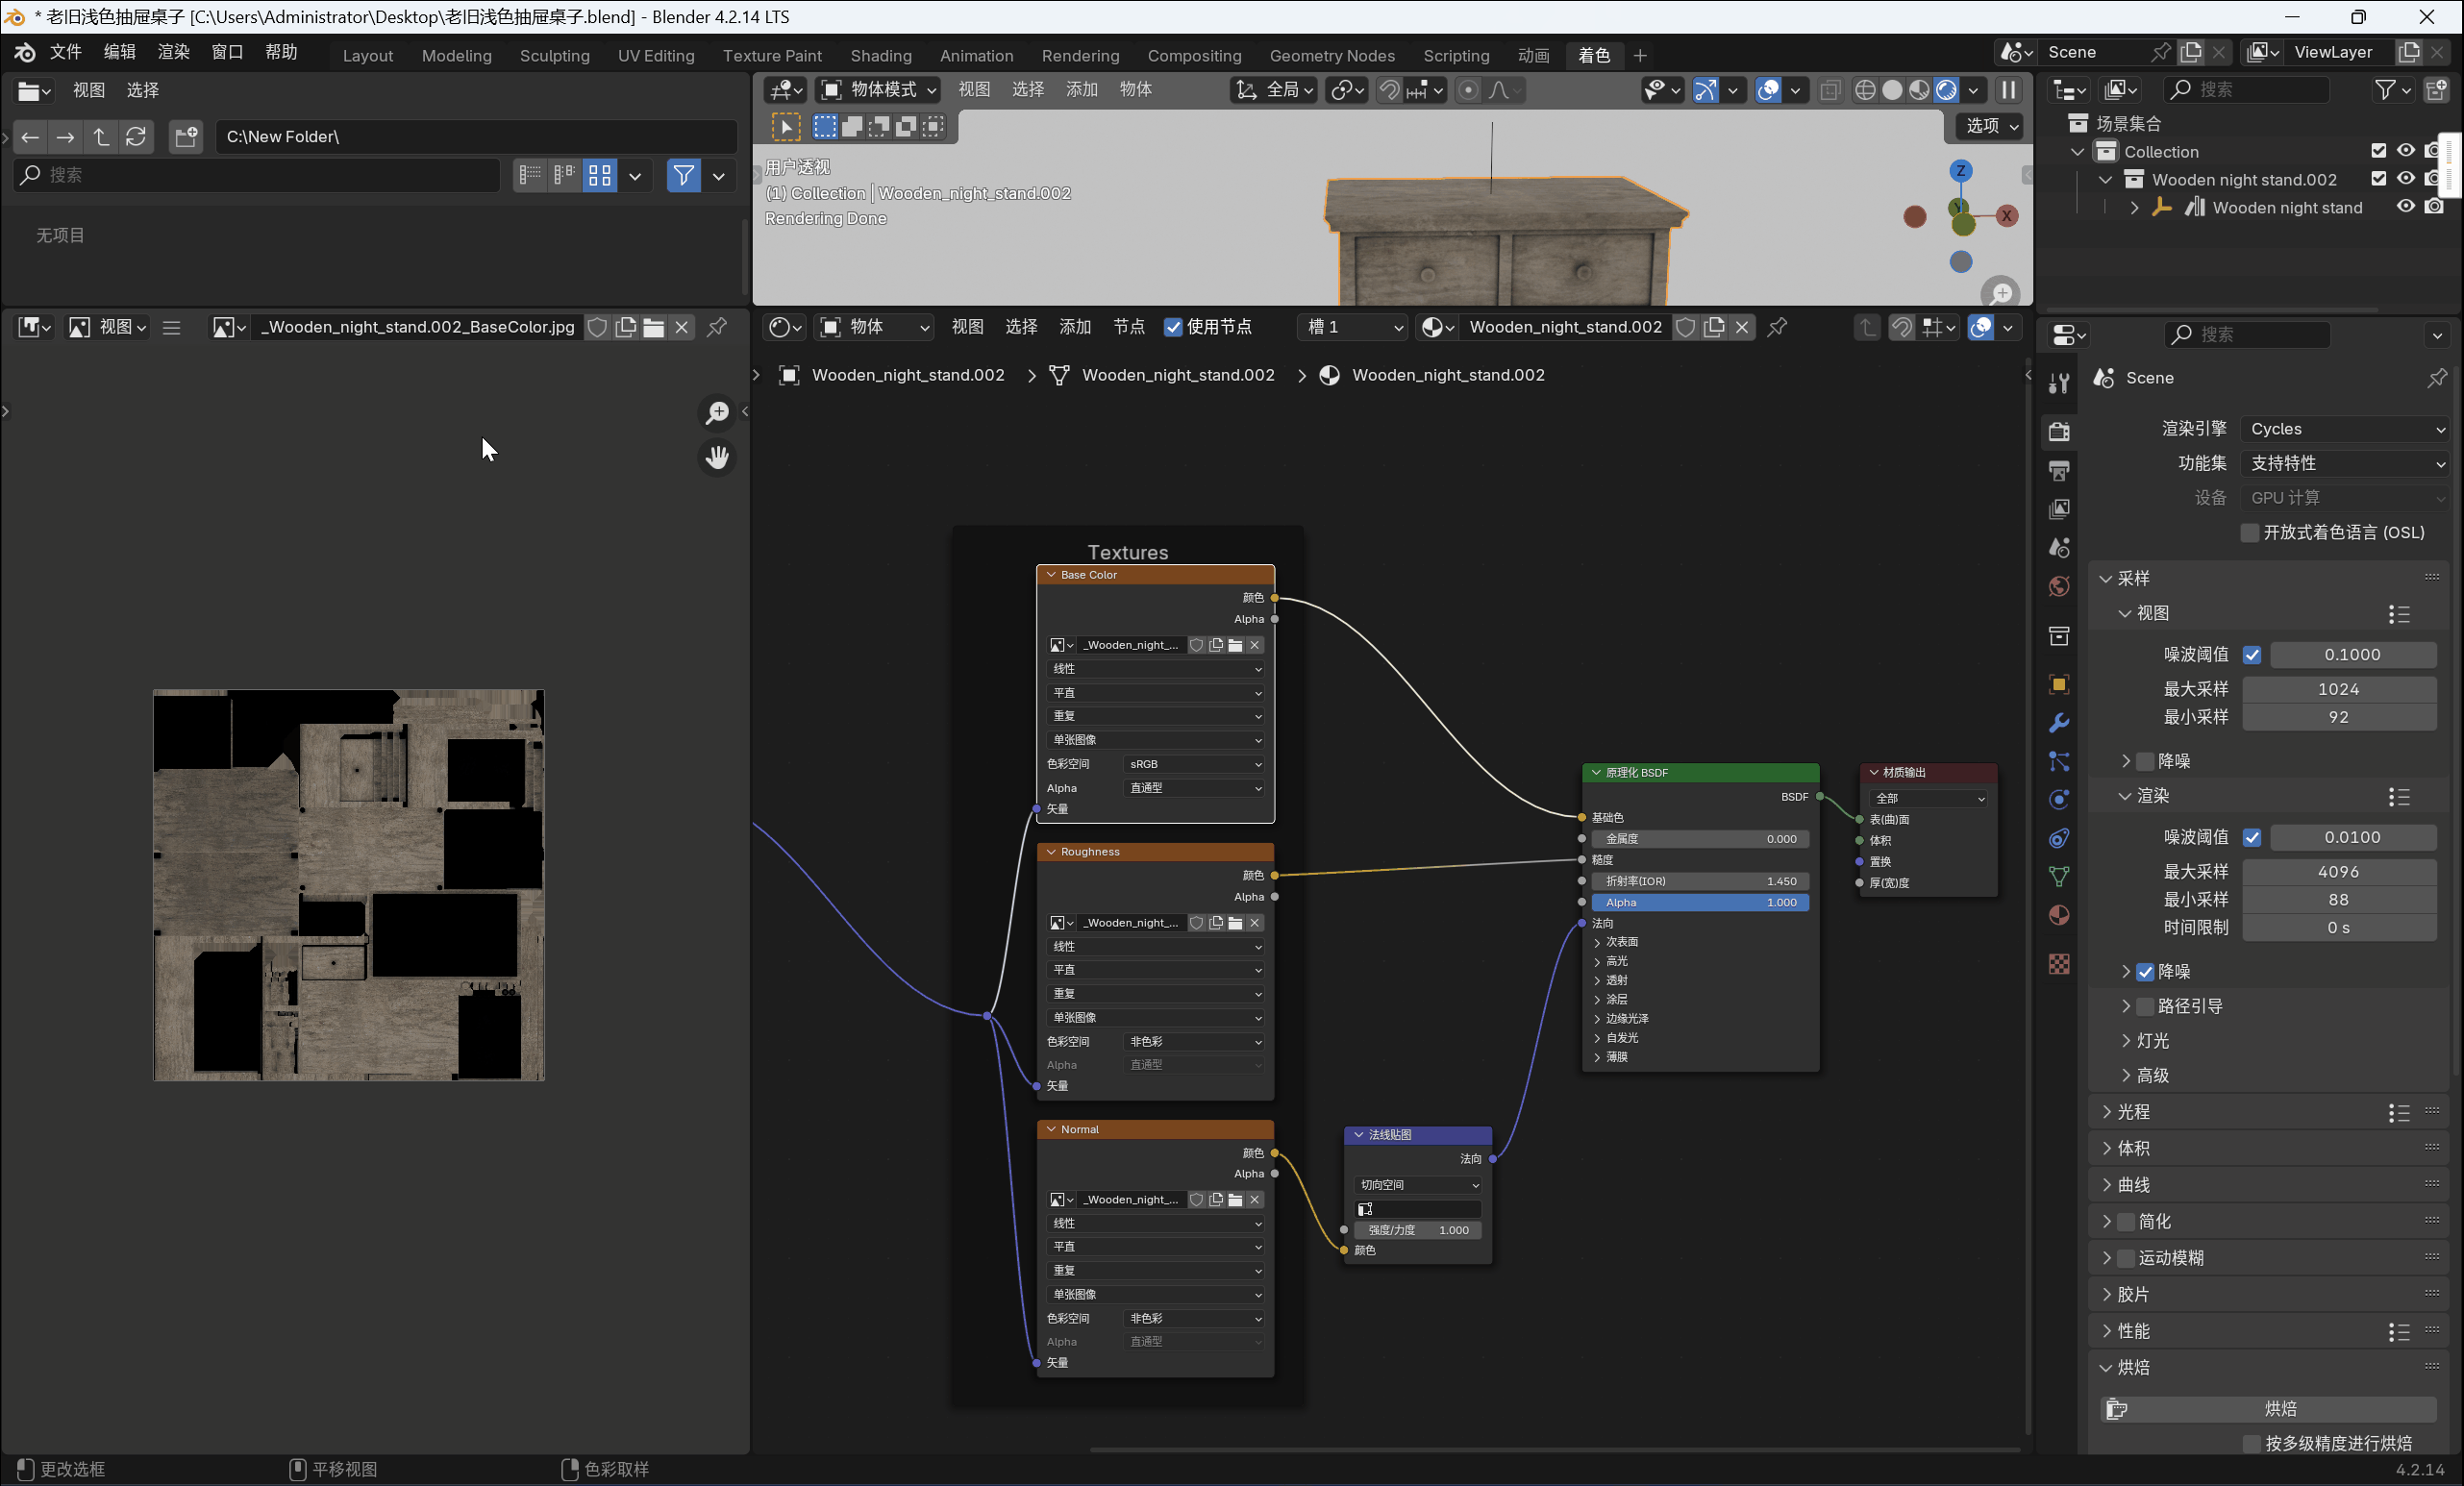 * 老旧浅色抽屉桌子 [C:\Users\Administrator\Desktop\老旧浅色抽屉桌子.blend] - Blender 4.2.14 LTS
文件 编辑 渲染 窗口 帮助 Layout Modeling Sculpting UV Editing Texture Paint Shading Animation Rendering Compositing Geometry Nodes Scripting 动画 着色 + Scene ViewLayer
视图 选择
C:\New Folder\
搜索
无项目
物体模式 视图 选择 添加 物体 全局
选项
用户透视
(1) Collection | Wooden_night_stand.002
Rendering Done
Z
Y
X
搜索
场景集合
Collection
Wooden night stand.002
Wooden night stand
视图 _Wooden_night_stand.002_BaseColor.jpg
物体 视图 选择 添加 节点 使用节点 槽 1 Wooden_night_stand.002
Wooden_night_stand.002 Wooden_night_stand.002 Wooden_night_stand.002
Textures
Base Color
颜色
Alpha
_Wooden_night_...
线性
平直
重复
单张图像
色彩空间 sRGB
Alpha 直通型
矢量
Roughness
颜色
Alpha
_Wooden_night_...
线性
平直
重复
单张图像
色彩空间 非色彩
Alpha 直通型
矢量
Normal
颜色
Alpha
_Wooden_night_...
线性
平直
重复
单张图像
色彩空间 非色彩
Alpha 直通型
矢量
法线贴图
法向
切向空间
强度/力度 1.000
颜色
原理化 BSDF
BSDF
基础色
金属度 0.000
糙度
折射率(IOR) 1.450
Alpha 1.000
法向
次表面
高光
透射
涂层
边缘光泽
自发光
薄膜
材质输出
全部
表(曲)面
体积
置换
厚(宽)度
搜索
Scene
渲染引擎 Cycles
功能集 支持特性
设备 GPU 计算
开放式着色语言 (OSL)
采样
视图
噪波阈值 0.1000
最大采样 1024
最小采样 92
降噪
渲染
噪波阈值 0.0100
最大采样 4096
最小采样 88
时间限制 0 s
降噪
路径引导
灯光
高级
光程
体积
曲线
简化
运动模糊
胶片
性能
烘焙
烘焙
按多级精度进行烘焙
更改选框 平移视图 色彩取样 4.2.14